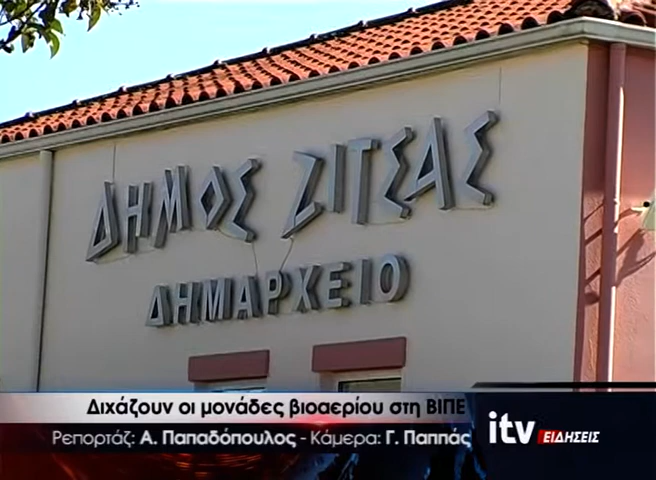 ΔΗΜΟΣ ΖΙΤΣΑΣ
ΔΗΜΑΡΧΕΙΟ
Διχάζουν οι μονάδες βιοαερίου στη ΒΙΠΕ
Ρεπορτάζ: Α. Παπαδόπουλος - Κάμερα: Γ. Παππάς
itv ΕΙΔΗΣΕΙΣ